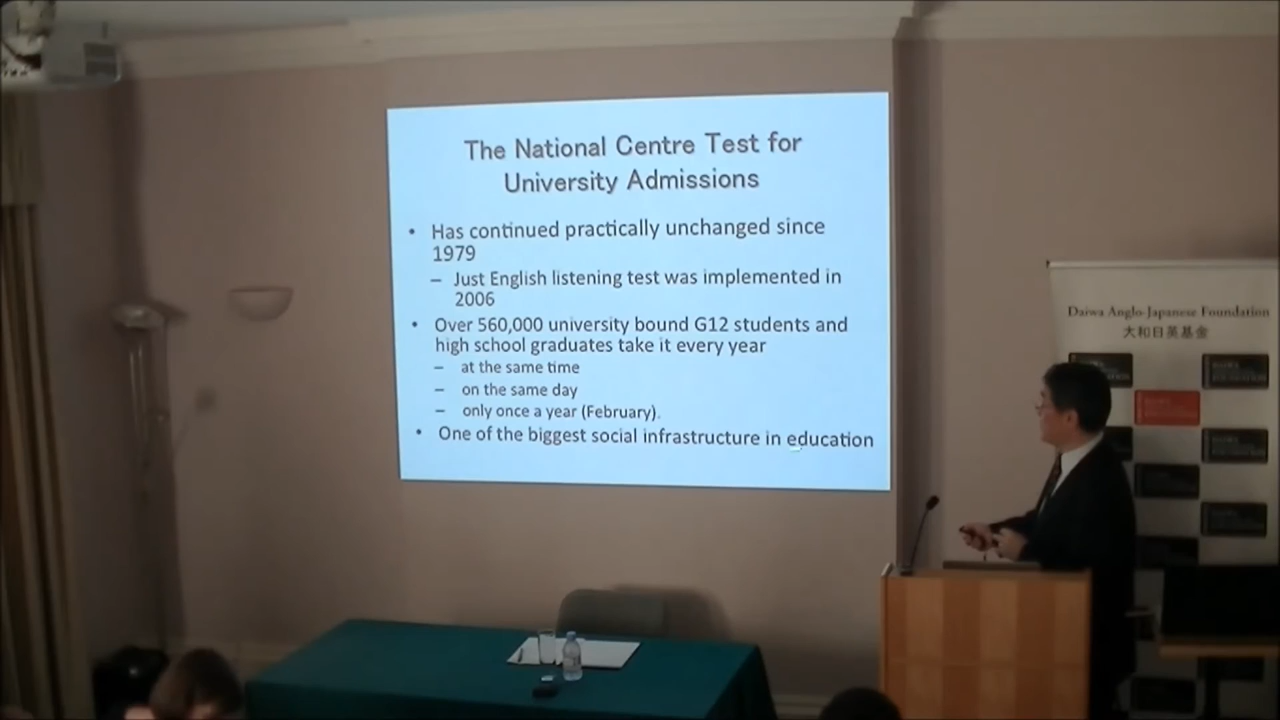 The National Centre Test for
University Admissions
• Has continued practically unchanged since
1979
– Just English listening test was implemented in
2006
• Over 560,000 university bound G12 students and
high school graduates take it every year
– at the same time
– on the same day
– only once a year (February).
• One of the biggest social infrastructure in education
Daiwa Anglo-Japanese Foundation
大和日英基金